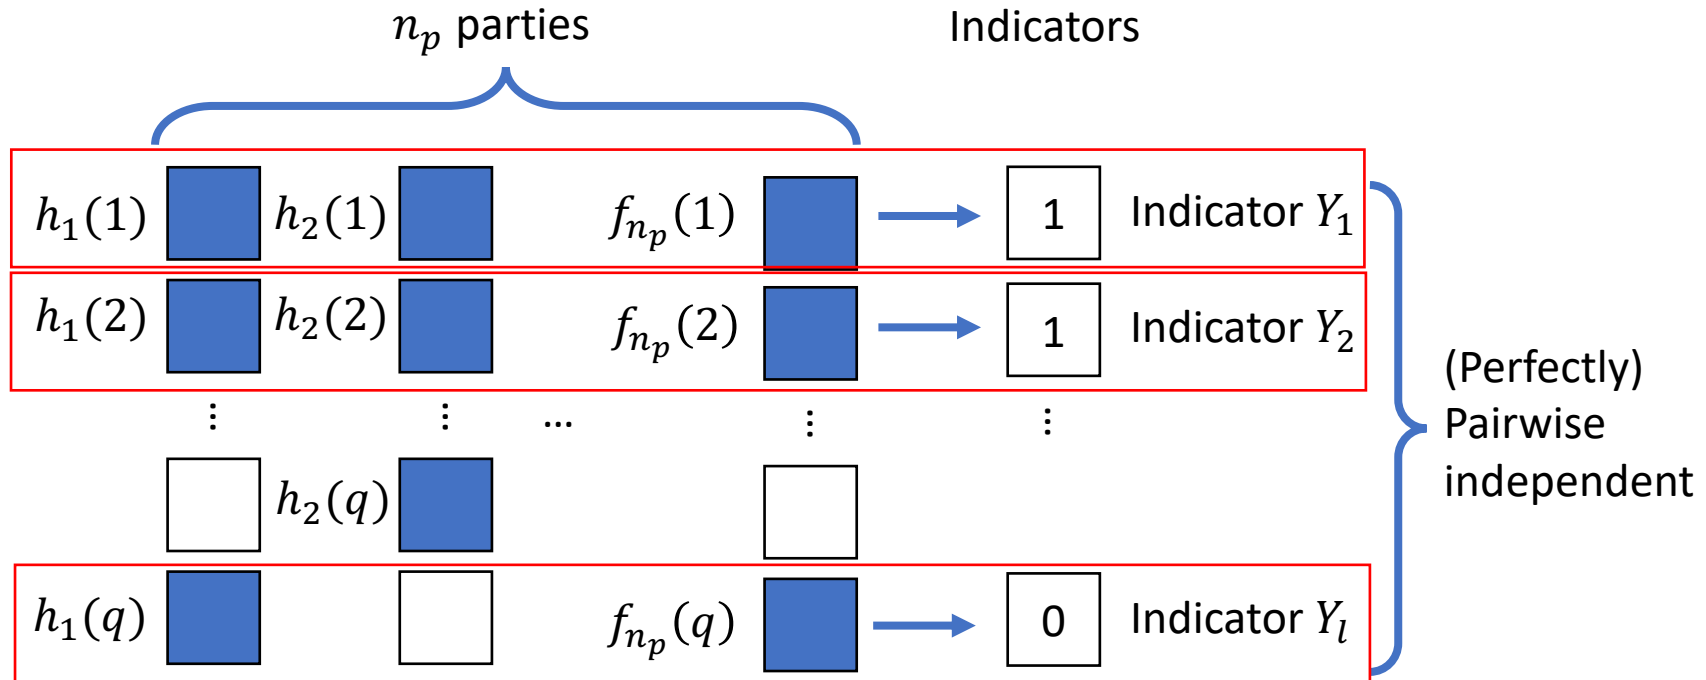 n_p parties Indicators
h_1(1) h_2(1) f_{n_p}(1) 1 Indicator Y_1
h_1(2) h_2(2) f_{n_p}(2) 1 Indicator Y_2
⋮ ⋮ ... ⋮ ⋮
(Perfectly)
Pairwise
independent
h_2(q)
h_1(q) f_{n_p}(q) 0 Indicator Y_l